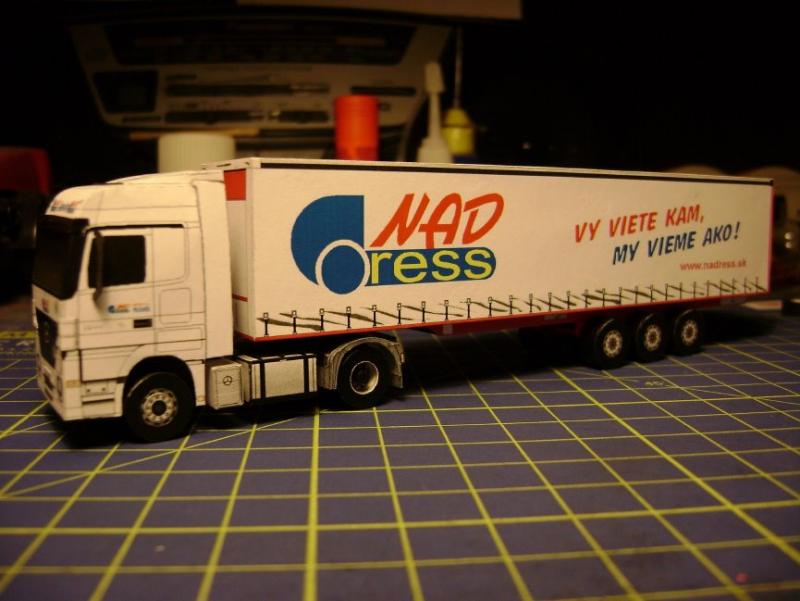 NAD
ress
VY VIETE KAM,
MY VIEME AKO!
www.nadress.sk